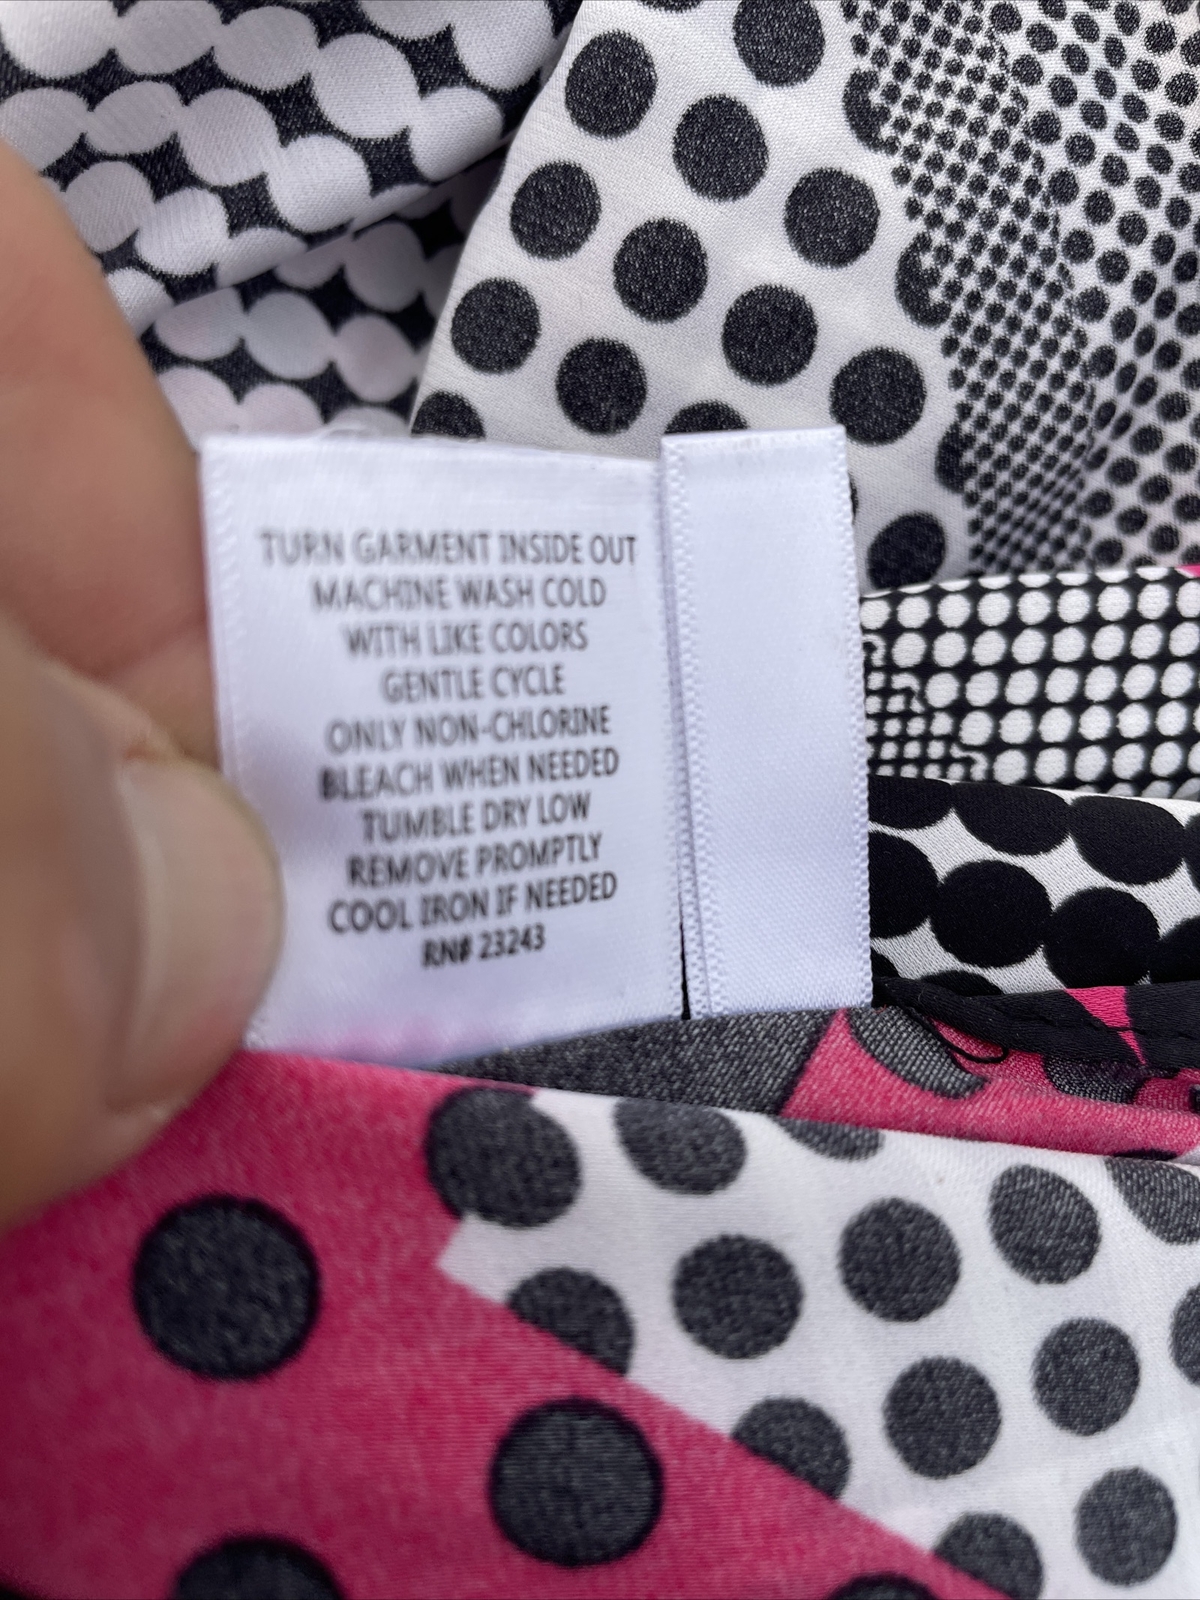 TURN GARMENT INSIDE OUT
MACHINE WASH COLD
WITH LIKE COLORS
GENTLE CYCLE
ONLY NON-CHLORINE
BLEACH WHEN NEEDED
TUMBLE DRY LOW
REMOVE PROMPTLY
COOL IRON IF NEEDED
RN# 23243